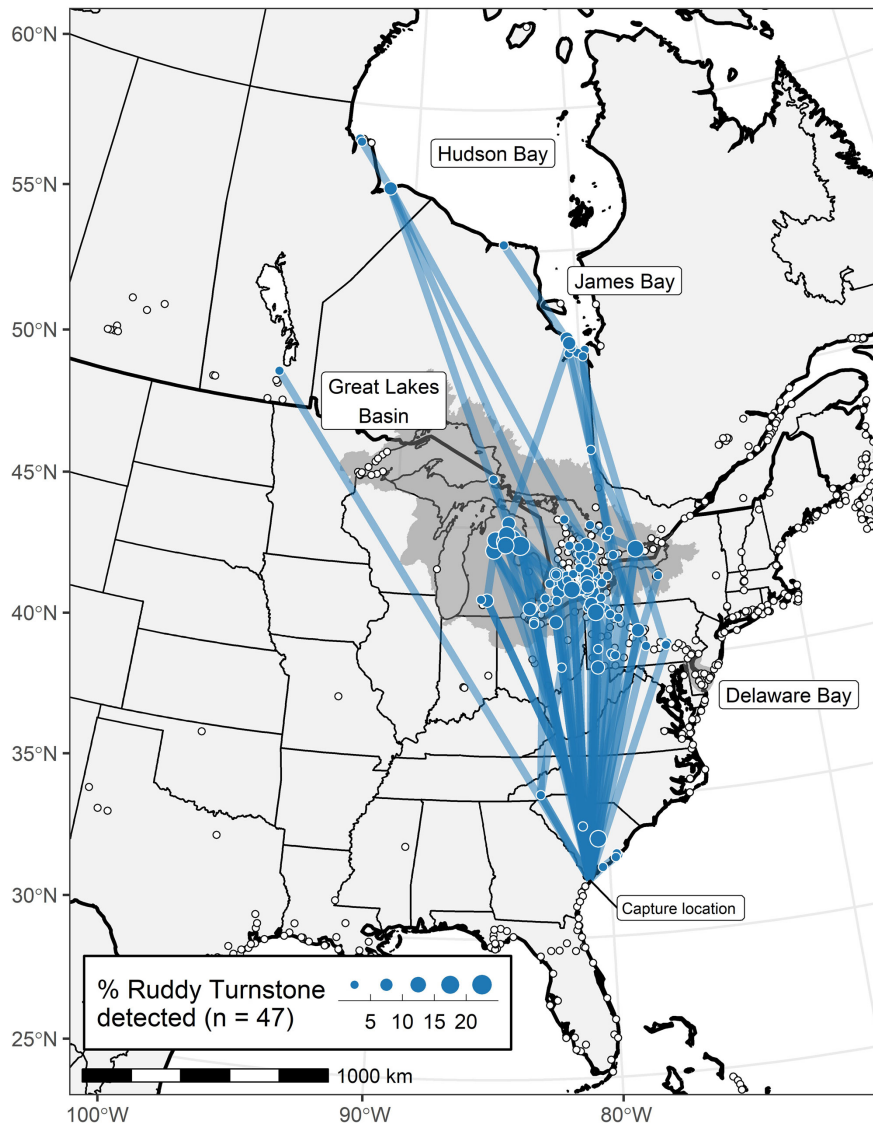 60°N
Hudson Bay
55°N
James Bay
50°N
Great Lakes
Basin
45°N
40°N
Delaware Bay
35°N
30°N
Capture location
% Ruddy Turnstone
detected (n = 47)
5 10 15 20
25°N
1000 km
100°W 90°W 80°W